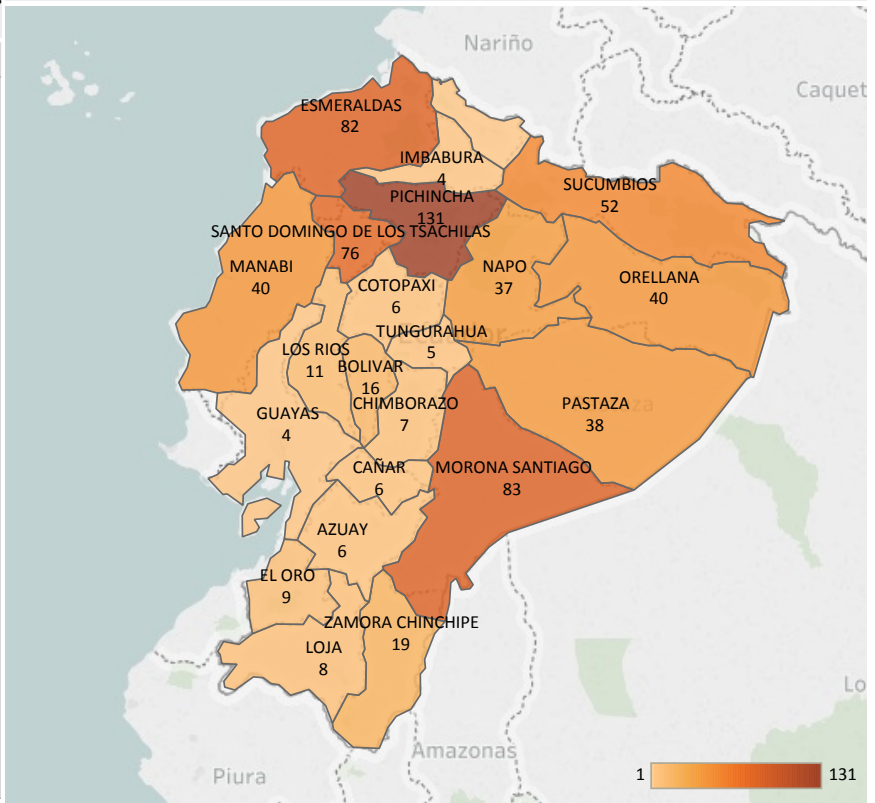 Nariño
Caquet
ESMERALDAS
82
IMBABURA
4
PICHINCHA
131
SUCUMBIOS
52
SANTO DOMINGO DE LOS TSACHILAS
76
MANABI
40
NAPO
37
ORELLANA
40
COTOPAXI
6
TUNGURAHUA
5
LOS RIOS
11
BOLIVAR
16
CHIMBORAZO
7
GUAYAS
4
PASTAZA
38
CAÑAR
6
MORONA SANTIAGO
83
AZUAY
6
EL ORO
9
ZAMORA CHINCHIPE
19
LOJA
8
Lo
Amazonas
Piura
1
131